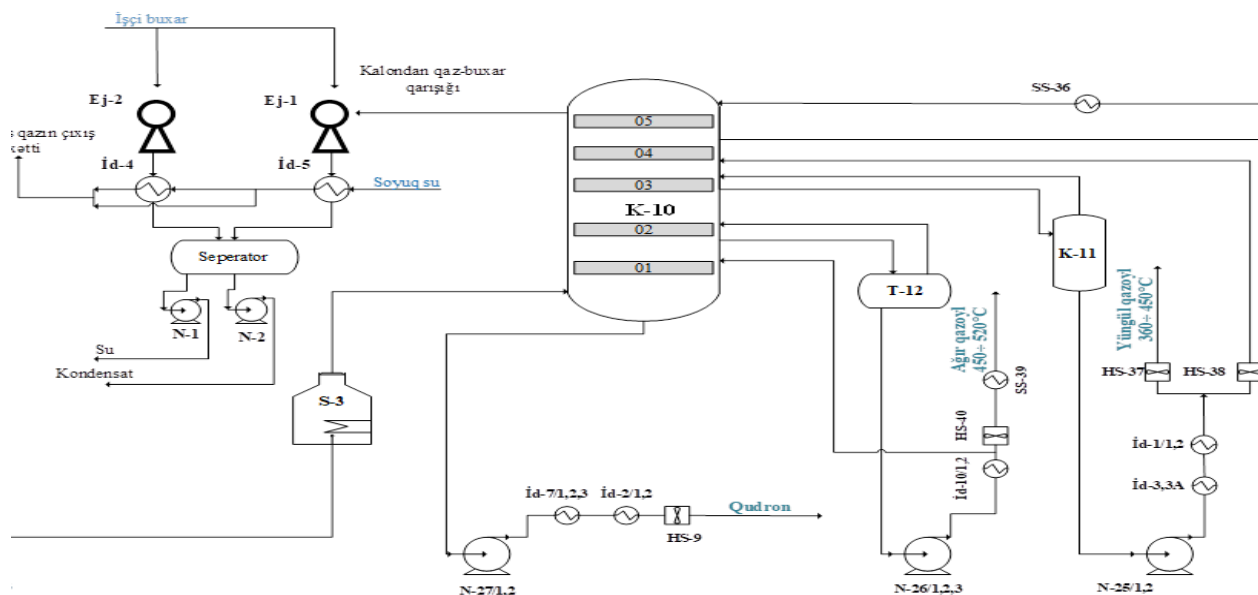 İşçi buxar
Kalondan qaz-buxar
qarışığı
SS-36
Ej-2
Ej-1
05
ş qazın çıxış
xətti
04
İd-4
İd-5
03
Soyuq su
K-10
02
K-11
Seperator
01
T-12
N-1
N-2
Su
Kondensat
Ağır qazoyl
450÷ 520°C
Yüngül qazoyl
360÷ 450°C
HS-37
HS-38
SS-39
S-3
HS-40
İd-1/1,2
İd-10/1,2
İd-3,3A
İd-7/1,2,3
İd-2/1,2
Qudron
HS-9
N-27/1,2
N-26/1,2,3
N-25/1,2